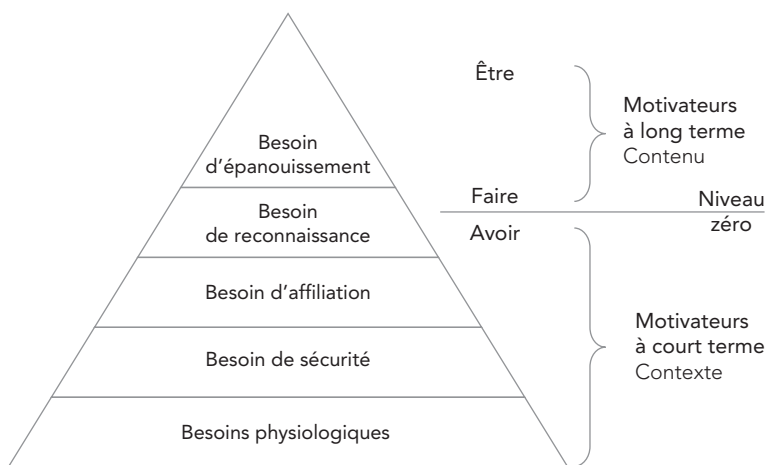 Besoin
d’épanouissement
Besoin
de reconnaissance
Besoin d’affiliation
Besoin de sécurité
Besoins physiologiques
Être
Faire
Avoir
Motivateurs
à long terme
Contenu
Niveau
zéro
Motivateurs
à court terme
Contexte